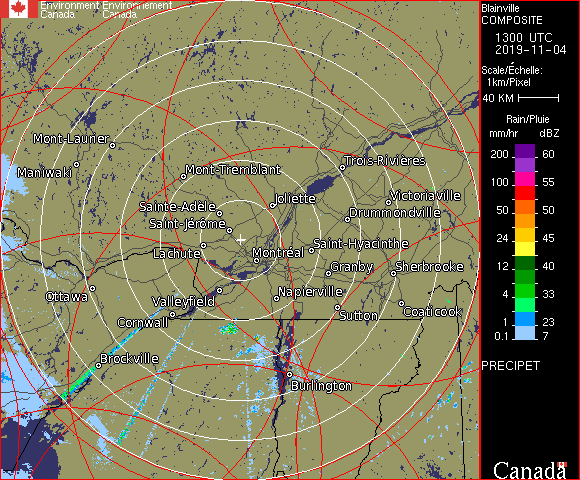 Environment Environnement
Canada Canada
Blainville
COMPOSITE
1300 UTC
2019-11-04
Scale/Échelle:
1km/Pixel
40 KM
Rain/Pluie
mm/hr dBZ
200 60
57
100 55
50 50
24 45
12 40
4 33
1 23
0.1 7
PRECIPET
Canada
Mont-Laurier
Maniwaki
Mont-Tremblant
Trois-Rivières
Joliette
Victoriaville
Sainte-Adèle
Drummondville
Saint-Jérôme
Lachute
Saint-Hyacinthe
Montréal
Granby
Sherbrooke
Ottawa
Valleyfield
Napierville
Cornwall
Sutton
Coaticook
Brockville
Burlington